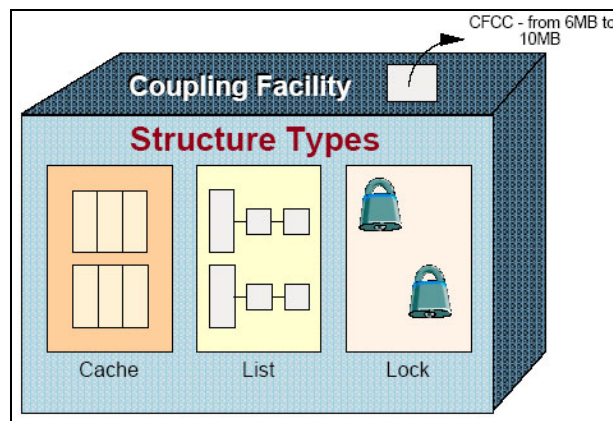 CFCC - from 6MB to
10MB
Coupling Facility
Structure Types
Cache
List
Lock